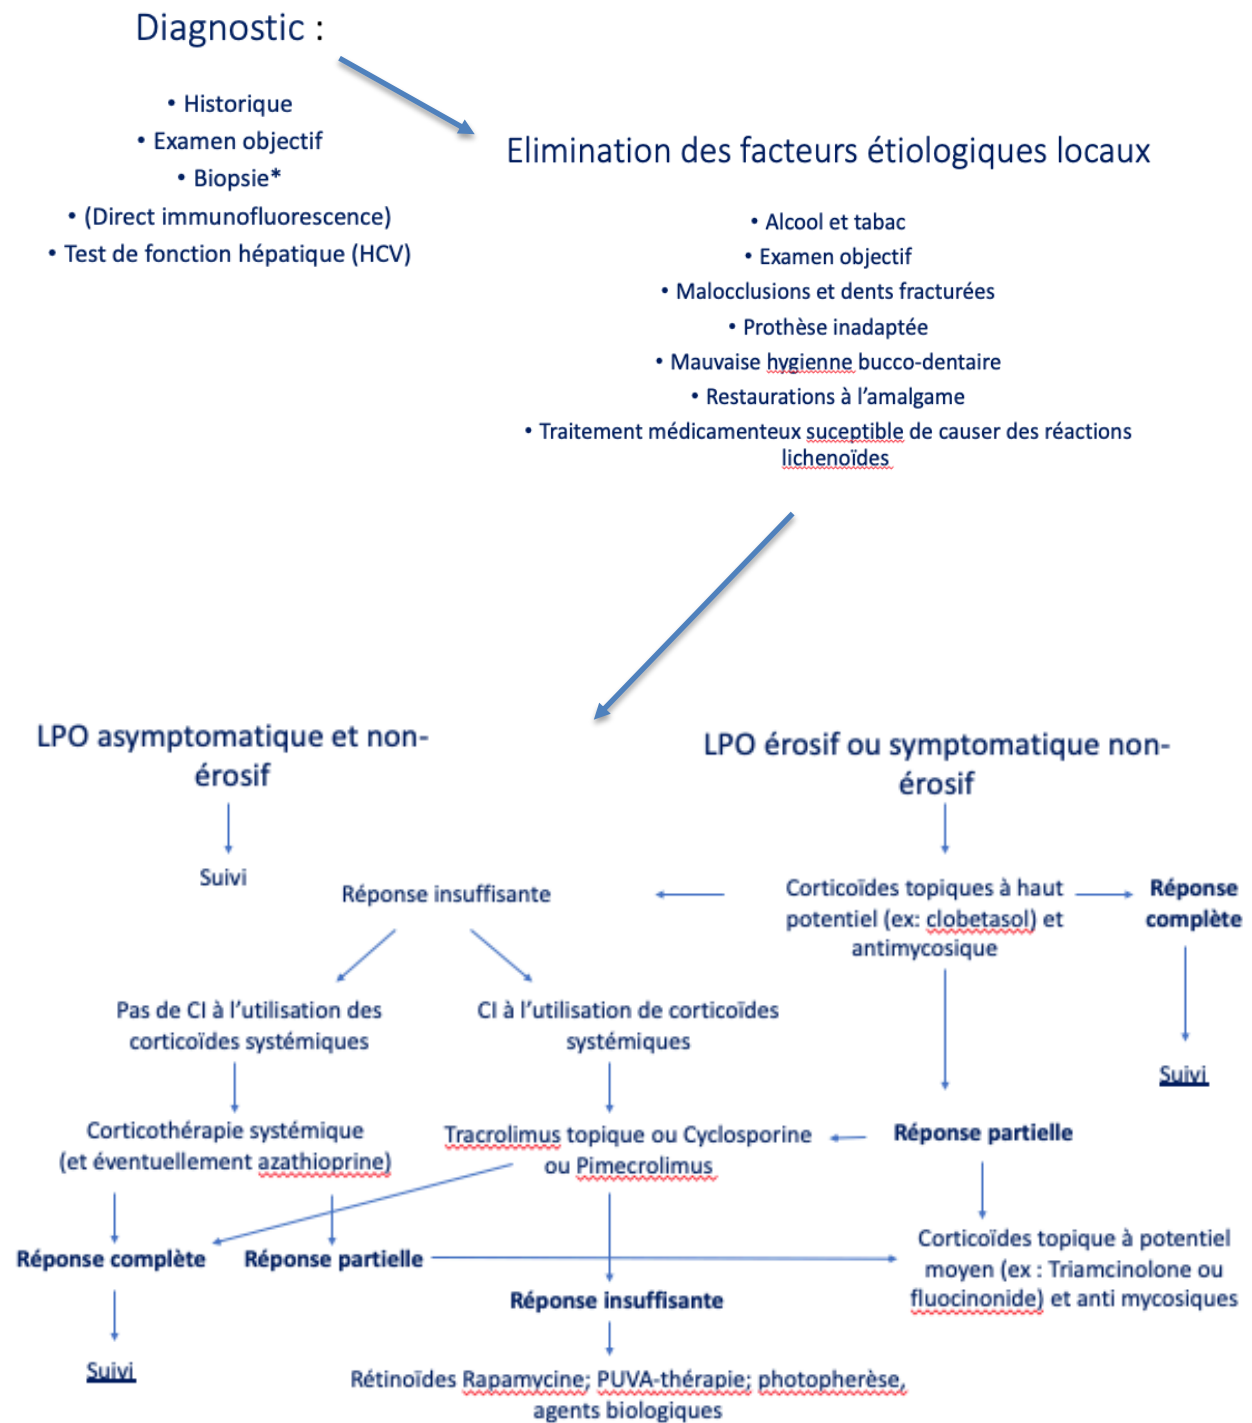 Diagnostic :
• Historique
• Examen objectif
• Biopsie*
• (Direct immunofluorescence)
• Test de fonction hépatique (HCV)
Elimination des facteurs étiologiques locaux
• Alcool et tabac
• Examen objectif
• Malocclusions et dents fracturées
• Prothèse inadaptée
• Mauvaise hygienne bucco-dentaire
• Restaurations à l’amalgame
• Traitement médicamenteux suceptible de causer des réactions
lichenoïdes
LPO asymptomatique et non-
érosif
Suivi
LPO érosif ou symptomatique non-
érosif
Corticoïdes topiques à haut
potentiel (ex: clobetasol) et
antimycosique
Réponse
complète
Suivi
Réponse insuffisante
Pas de CI à l’utilisation des
corticoïdes systémiques
CI à l’utilisation de corticoïdes
systémiques
Corticothérapie systémique
(et éventuellement azathioprine)
Tracrolimus topique ou Cyclosporine
ou Pimecrolimus
Réponse partielle
Réponse complète
Réponse partielle
Corticoïdes topique à potentiel
moyen (ex : Triamcinolone ou
fluocinonide) et anti mycosiques
Réponse insuffisante
Suivi
Rétinoïdes Rapamycine; PUVA-thérapie; photopherèse,
agents biologiques